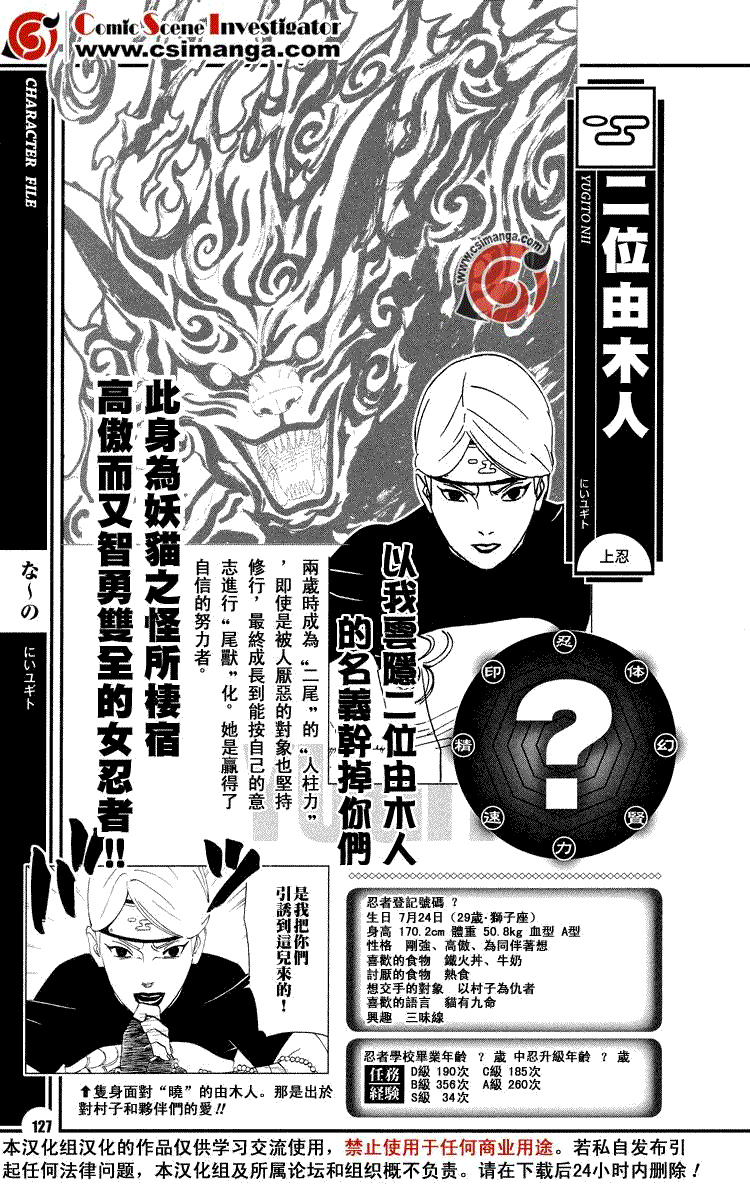 Comic Scene Investigator
www.csimanga.com
CHARACTER FILE
YUGITO NII
二位由木人
www.csimanga.com
にいユギト
上忍
以我雲隱二位由木人
的名義幹掉你們
此身為妖貓之怪所棲宿
高傲而又智勇雙全的女忍者!!
兩歲時成為“二尾”的“人柱力”
，即使是被人厭惡的對象也堅持
修行，最終成長到能按自己的意
志進行“尾獸”化。她是贏得了
自信的努力者。
な～の
にいユギト
忍
体
幻
賢
力
速
精
印
?
是我把你們
引誘到這兒來的!
忍者登記號碼 ?
生日 7月24日（29歲·獅子座）
身高 170.2cm 體重 50.8kg 血型 A型
性格 剛強、高傲、為同伴著想
喜歡的食物 鐵火丼、牛奶
討厭的食物 熱食
想交手的對象 以村子為仇者
喜歡的語言 貓有九命
興趣 三味線
忍者學校畢業年齡 ? 歲 中忍升級年齡 ? 歲
任務
経験
D級 190次 C級 185次
B級 356次 A級 260次
S級 34次
⬆隻身面對“曉”的由木人。那是出於
對村子和夥伴們的愛!!
127
本汉化组汉化的作品仅供学习交流使用，禁止使用于任何商业用途。若私自发布引
起任何法律问题，本汉化组及所属论坛和组织概不负责。请在下载后24小时内删除！